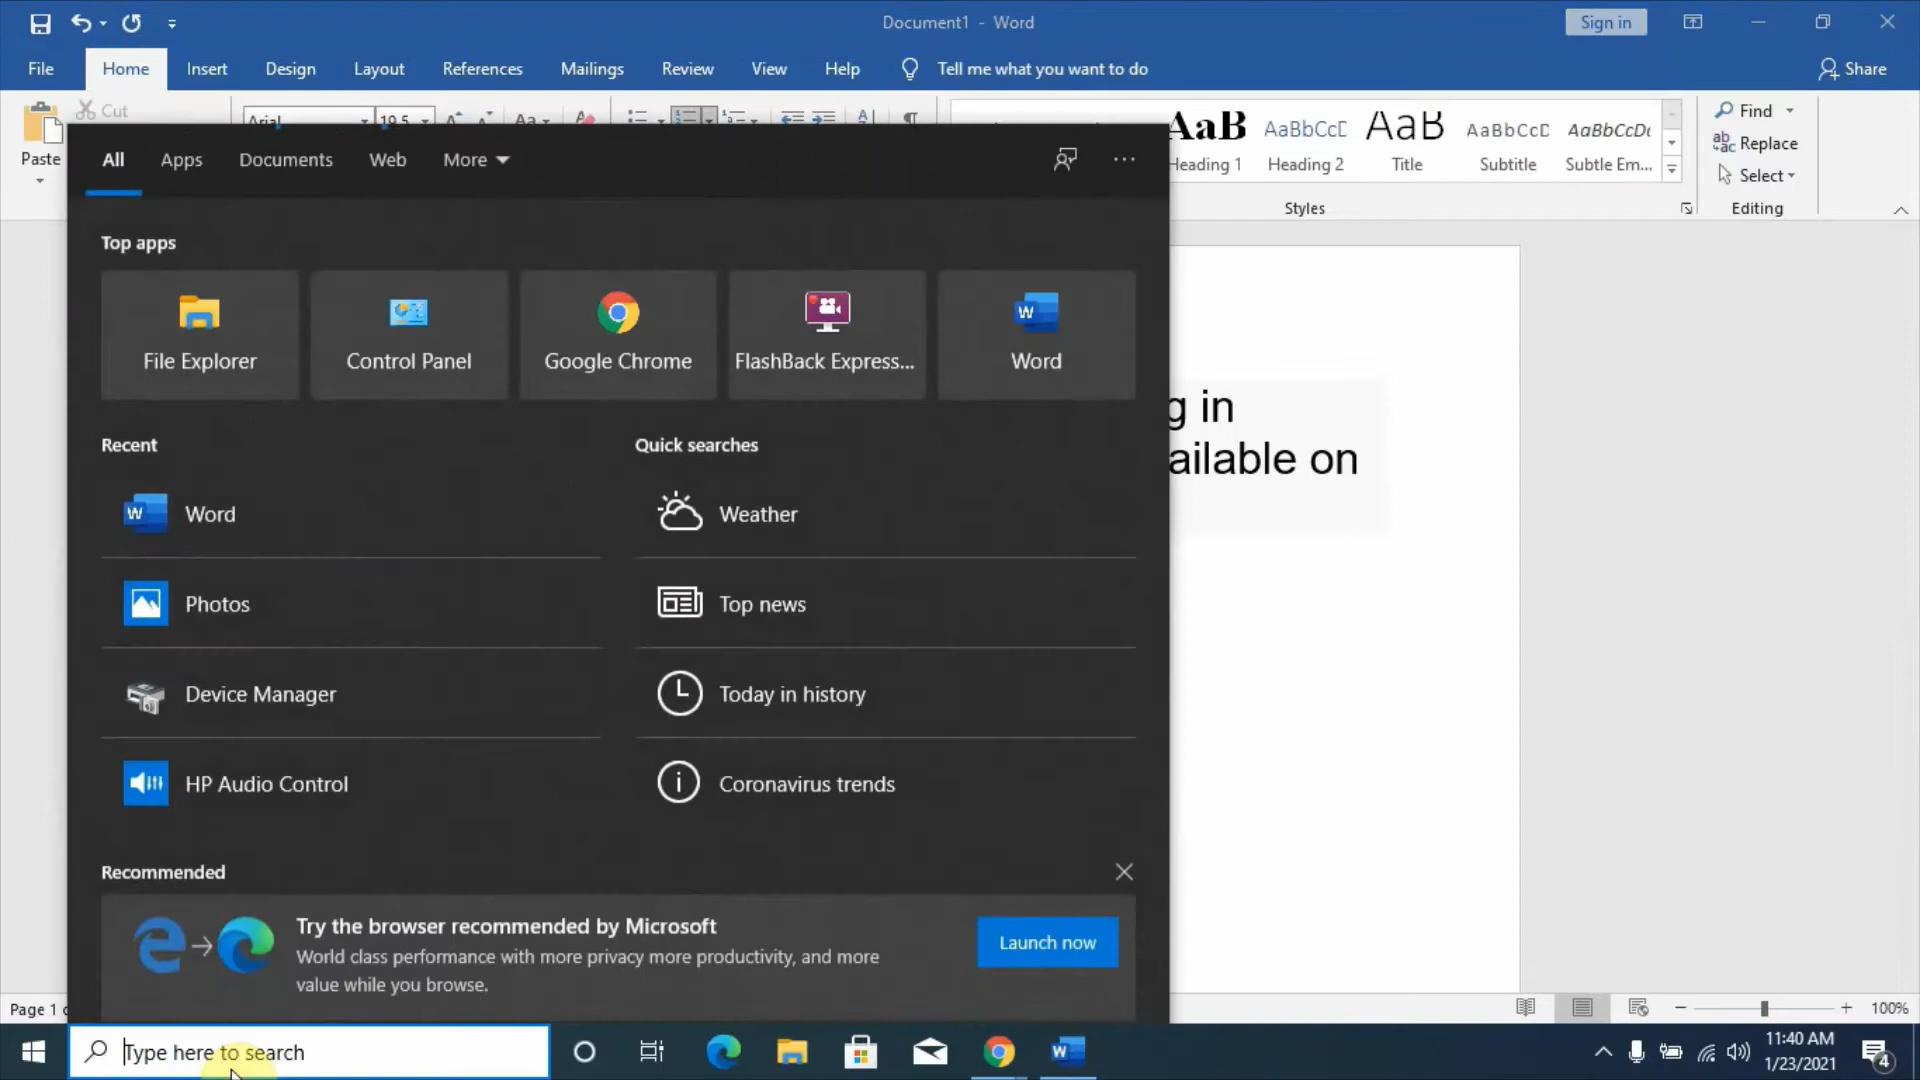 Document1 - Word
Sign in
File Home Insert Design Layout References Mailings Review View Help Tell me what you want to do Share
Cut
Paste
Arial 19.5 Aa
AaB AaBbCcD AaB AaBbCcD AaBbCcDc
Heading 1 Heading 2 Title Subtitle Subtle Em...
Styles
Find
Replace
Select
Editing
All Apps Documents Web More
Top apps
File Explorer Control Panel Google Chrome FlashBack Express... Word
Recent
Word
Photos
Device Manager
HP Audio Control
Quick searches
Weather
Top news
Today in history
Coronavirus trends
g in
ailable on
Recommended
Try the browser recommended by Microsoft
World class performance with more privacy more productivity, and more
value while you browse.
Launch now
Page 1
100%
Type here to search
11:40 AM
1/23/2021
4